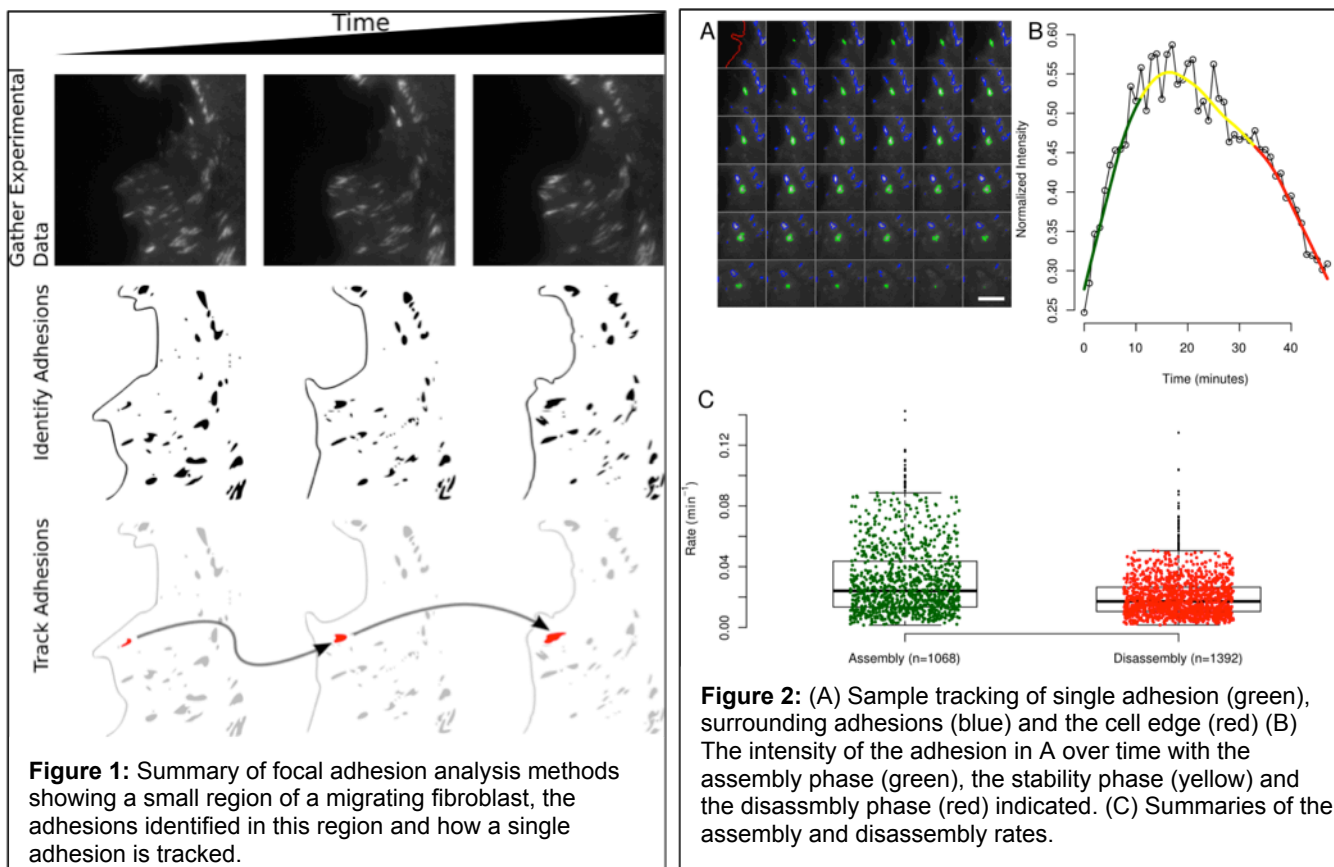 Time
Gather Experimental
Data
Identify Adhesions
Track Adhesions
Figure 1: Summary of focal adhesion analysis methods
showing a small region of a migrating fibroblast, the
adhesions identified in this region and how a single
adhesion is tracked.
A
B
Normalized Intensity
0.60
0.55
0.50
0.45
0.40
0.35
0.30
0.25
0 10 20 30 40
Time (minutes)
C
Rate (min⁻¹)
0.12
0.08
0.04
0.00
Assembly (n=1068) Disassembly (n=1392)
Figure 2: (A) Sample tracking of single adhesion (green),
surrounding adhesions (blue) and the cell edge (red) (B)
The intensity of the adhesion in A over time with the
assembly phase (green), the stability phase (yellow) and
the disassmbly phase (red) indicated. (C) Summaries of the
assembly and disassembly rates.